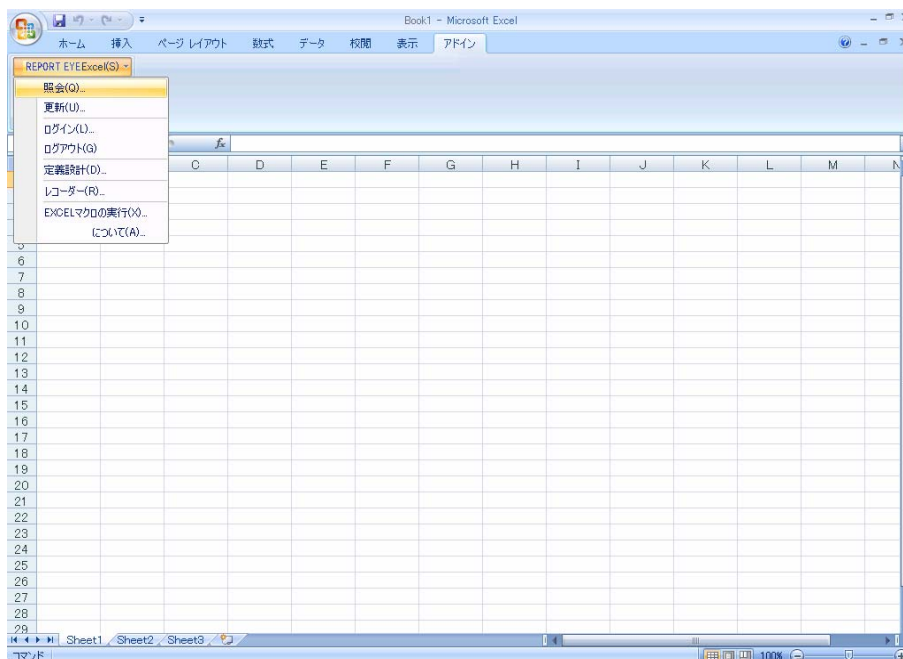 Book1 - Microsoft Excel
ホーム 挿入 ページ レイアウト 数式 データ 校閲 表示 アドイン
REPORT EYEExcel(S)
照会(Q)...
更新(U)...
ログイン(L)...
ログアウト(G)
定義設計(D)...
レコーダー(R)...
EXCELマクロの実行(X)...
について(A)...
fx
C D E F G H I J K L M N
5
6
7
8
9
10
11
12
13
14
15
16
17
18
19
20
21
22
23
24
25
26
27
28
29
Sheet1 Sheet2 Sheet3
コマンド 100%